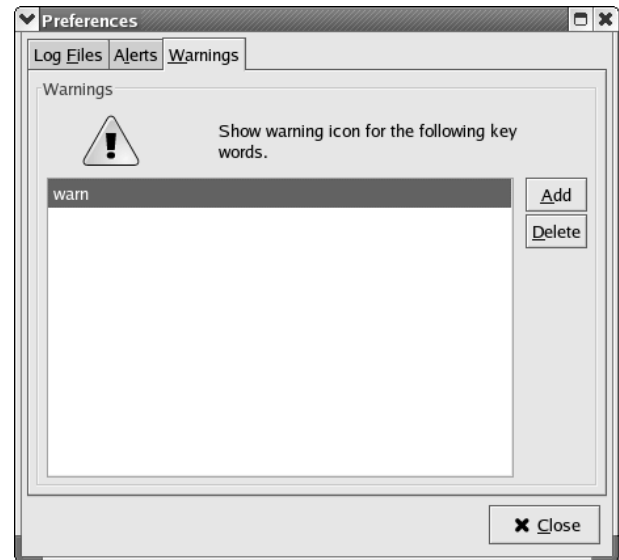 Preferences
Log Files Alerts Warnings
Warnings
Show warning icon for the following key
words.
warn
Add
Delete
Close